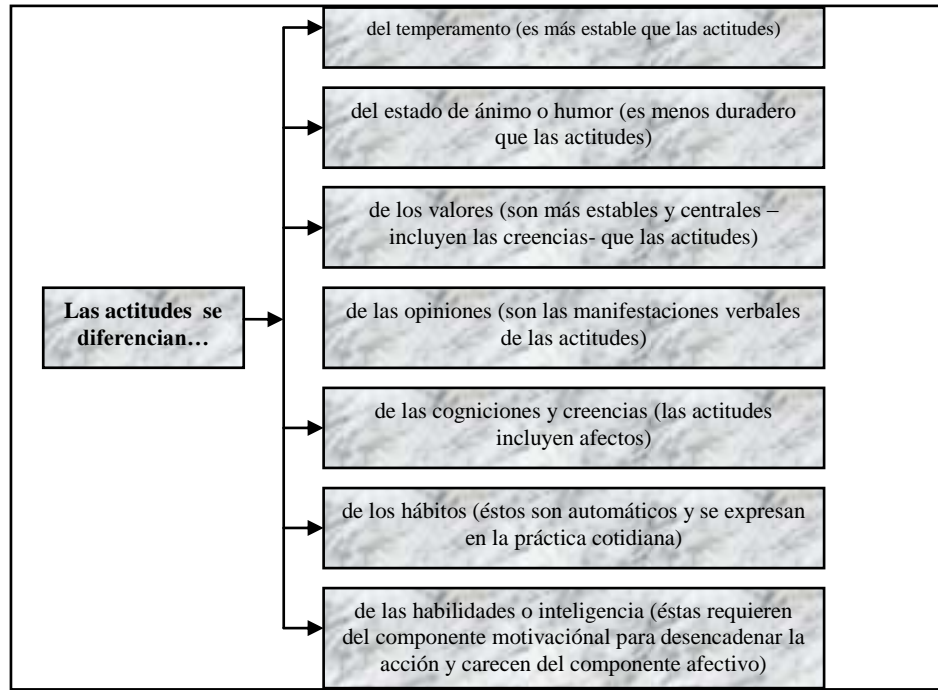 del temperamento (es más estable que las actitudes)
del estado de ánimo o humor (es menos duradero
que las actitudes)
de los valores (son más estables y centrales –
incluyen las creencias- que las actitudes)
Las actitudes se
diferencian…
de las opiniones (son las manifestaciones verbales
de las actitudes)
de las cogniciones y creencias (las actitudes
incluyen afectos)
de los hábitos (éstos son automáticos y se expresan
en la práctica cotidiana)
de las habilidades o inteligencia (éstas requieren
del componente motivaciónal para desencadenar la
acción y carecen del componente afectivo)